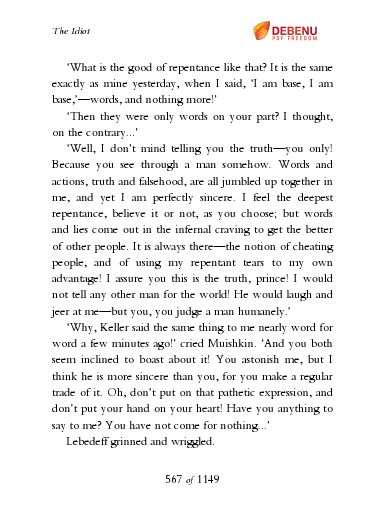 The Idiot
DEBENU
PDF FREEDOM
‘What is the good of repentance like that? It is the same
exactly as mine yesterday, when I said, ‘I am base, I am
base,’—words, and nothing more!’
‘Then they were only words on your part? I thought,
on the contrary...’
‘Well, I don’t mind telling you the truth—you only!
Because you see through a man somehow. Words and
actions, truth and falsehood, are all jumbled up together in
me, and yet I am perfectly sincere. I feel the deepest
repentance, believe it or not, as you choose; but words
and lies come out in the infernal craving to get the better
of other people. It is always there—the notion of cheating
people, and of using my repentant tears to my own
advantage! I assure you this is the truth, prince! I would
not tell any other man for the world! He would laugh and
jeer at me—but you, you judge a man humanely.’
‘Why, Keller said the same thing to me nearly word for
word a few minutes ago!’ cried Muishkin. ‘And you both
seem inclined to boast about it! You astonish me, but I
think he is more sincere than you, for you make a regular
trade of it. Oh, don’t put on that pathetic expression, and
don’t put your hand on your heart! Have you anything to
say to me? You have not come for nothing...’
Lebedeff grinned and wriggled.
567 of 1149